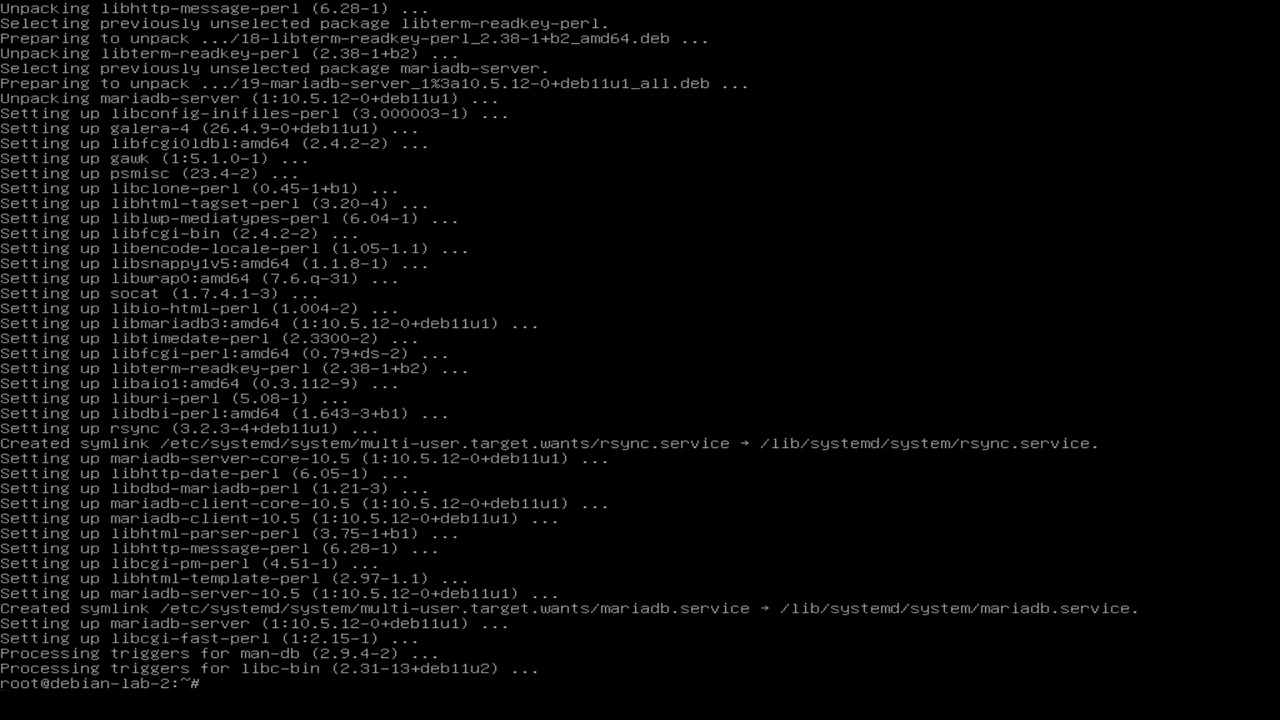 Unpacking libhttp-message-perl (6.28-1) ...
Selecting previously unselected package libterm-readkey-perl.
Preparing to unpack .../18-libterm-readkey-perl_2.38-1+b2_amd64.deb ...
Unpacking libterm-readkey-perl (2.38-1+b2) ...
Selecting previously unselected package mariadb-server.
Preparing to unpack .../19-mariadb-server_1%3a10.5.12-0+deb11u1_all.deb ...
Unpacking mariadb-server (1:10.5.12-0+deb11u1) ...
Setting up libconfig-inifiles-perl (3.000003-1) ...
Setting up galera-4 (26.4.9-0+deb11u1) ...
Setting up libfcgi0ldbl:amd64 (2.4.2-2) ...
Setting up gawk (1:5.1.0-1) ...
Setting up psmisc (23.4-2) ...
Setting up libclone-perl (0.45-1+b1) ...
Setting up libhtml-tagset-perl (3.20-4) ...
Setting up liblwp-mediatypes-perl (6.04-1) ...
Setting up libfcgi-bin (2.4.2-2) ...
Setting up libencode-locale-perl (1.05-1.1) ...
Setting up libsnappy1v5:amd64 (1.1.8-1) ...
Setting up libwrap0:amd64 (7.6.q-31) ...
Setting up socat (1.7.4.1-3) ...
Setting up libio-html-perl (1.004-2) ...
Setting up libmariadb3:amd64 (1:10.5.12-0+deb11u1) ...
Setting up libtimedate-perl (2.3300-2) ...
Setting up libfcgi-perl:amd64 (0.79+ds-2) ...
Setting up libterm-readkey-perl (2.38-1+b2) ...
Setting up libaio1:amd64 (0.3.112-9) ...
Setting up liburi-perl (5.08-1) ...
Setting up libdbi-perl:amd64 (1.643-3+b1) ...
Setting up rsync (3.2.3-4+deb11u1) ...
Created symlink /etc/systemd/system/multi-user.target.wants/rsync.service → /lib/systemd/system/rsync.service.
Setting up mariadb-server-core-10.5 (1:10.5.12-0+deb11u1) ...
Setting up libhttp-date-perl (6.05-1) ...
Setting up libdbd-mariadb-perl (1.21-3) ...
Setting up mariadb-client-core-10.5 (1:10.5.12-0+deb11u1) ...
Setting up mariadb-client-10.5 (1:10.5.12-0+deb11u1) ...
Setting up libhtml-parser-perl (3.75-1+b1) ...
Setting up libhttp-message-perl (6.28-1) ...
Setting up libcgi-pm-perl (4.51-1) ...
Setting up libhtml-template-perl (2.97-1.1) ...
Setting up mariadb-server-10.5 (1:10.5.12-0+deb11u1) ...
Created symlink /etc/systemd/system/multi-user.target.wants/mariadb.service → /lib/systemd/system/mariadb.service.
Setting up mariadb-server (1:10.5.12-0+deb11u1) ...
Setting up libcgi-fast-perl (1:2.15-1) ...
Processing triggers for man-db (2.9.4-2) ...
Processing triggers for libc-bin (2.31-13+deb11u2) ...
root@debian-lab-2:~#